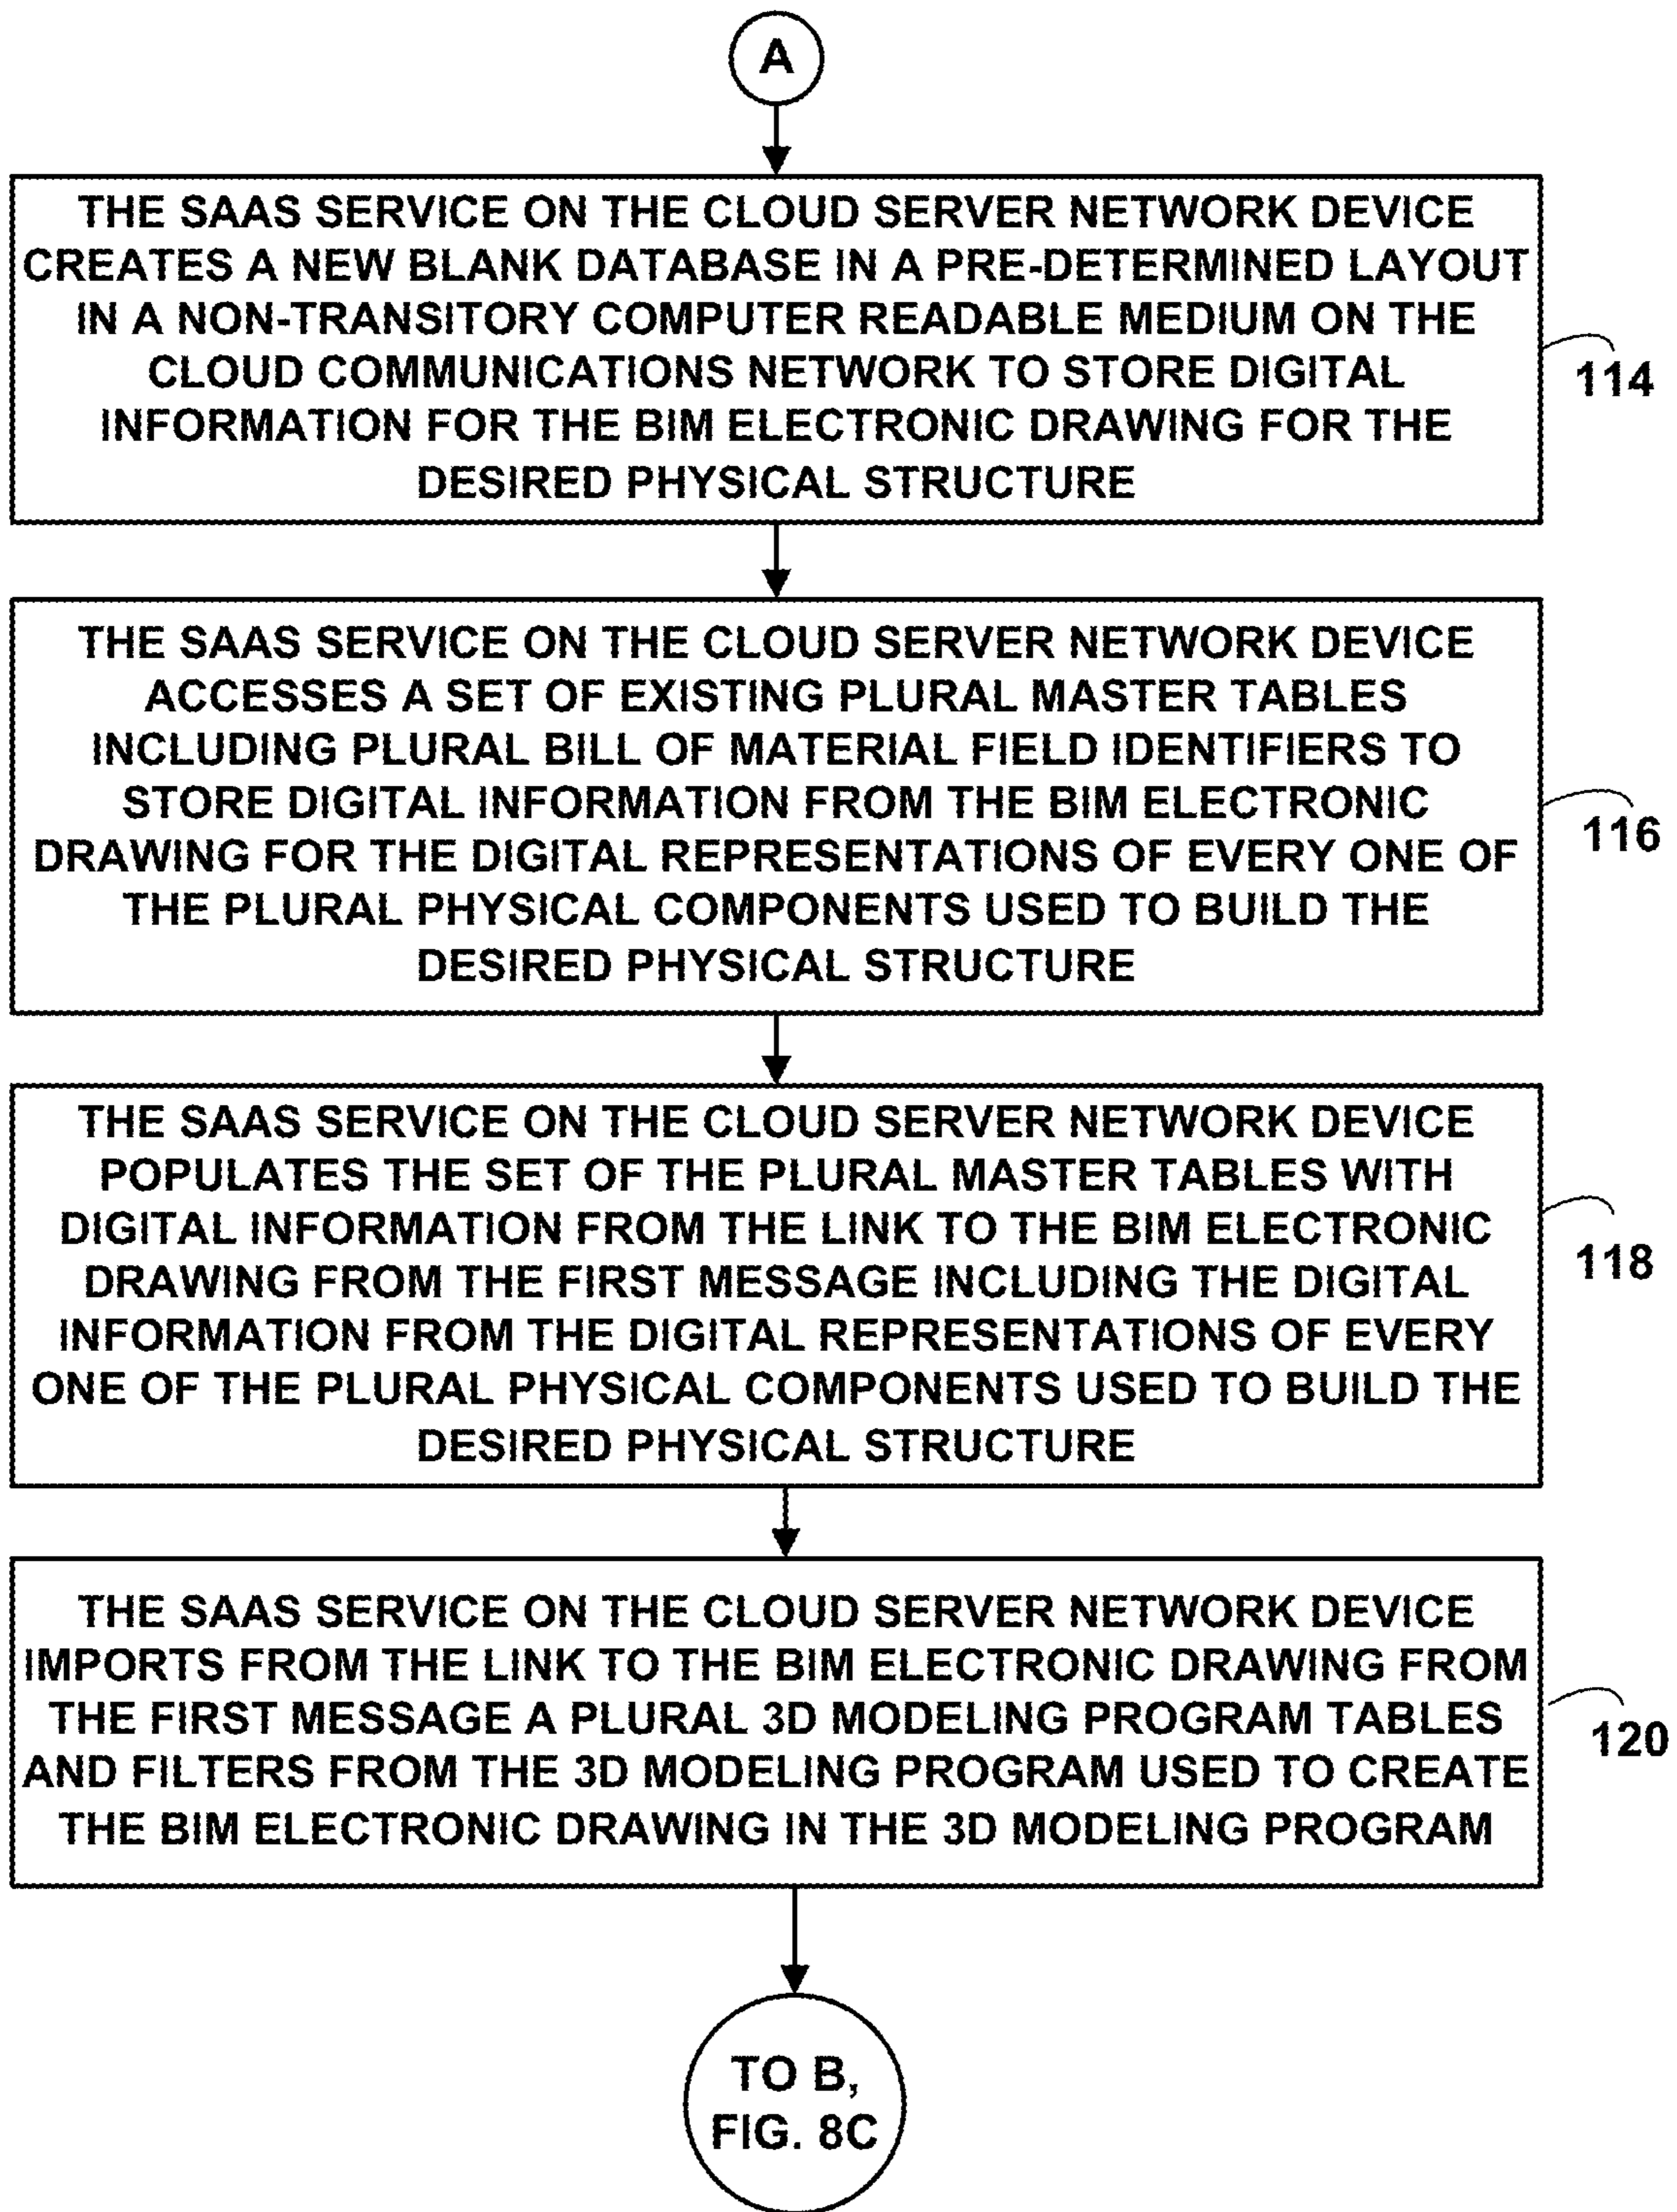 A
THE SAAS SERVICE ON THE CLOUD SERVER NETWORK DEVICE
CREATES A NEW BLANK DATABASE IN A PRE-DETERMINED LAYOUT
IN A NON-TRANSITORY COMPUTER READABLE MEDIUM ON THE
CLOUD COMMUNICATIONS NETWORK TO STORE DIGITAL
INFORMATION FOR THE BIM ELECTRONIC DRAWING FOR THE
DESIRED PHYSICAL STRUCTURE
114
THE SAAS SERVICE ON THE CLOUD SERVER NETWORK DEVICE
ACCESSES A SET OF EXISTING PLURAL MASTER TABLES
INCLUDING PLURAL BILL OF MATERIAL FIELD IDENTIFIERS TO
STORE DIGITAL INFORMATION FROM THE BIM ELECTRONIC
DRAWING FOR THE DIGITAL REPRESENTATIONS OF EVERY ONE OF
THE PLURAL PHYSICAL COMPONENTS USED TO BUILD THE
DESIRED PHYSICAL STRUCTURE
116
THE SAAS SERVICE ON THE CLOUD SERVER NETWORK DEVICE
POPULATES THE SET OF THE PLURAL MASTER TABLES WITH
DIGITAL INFORMATION FROM THE LINK TO THE BIM ELECTRONIC
DRAWING FROM THE FIRST MESSAGE INCLUDING THE DIGITAL
INFORMATION FROM THE DIGITAL REPRESENTATIONS OF EVERY
ONE OF THE PLURAL PHYSICAL COMPONENTS USED TO BUILD THE
DESIRED PHYSICAL STRUCTURE
118
THE SAAS SERVICE ON THE CLOUD SERVER NETWORK DEVICE
IMPORTS FROM THE LINK TO THE BIM ELECTRONIC DRAWING FROM
THE FIRST MESSAGE A PLURAL 3D MODELING PROGRAM TABLES
AND FILTERS FROM THE 3D MODELING PROGRAM USED TO CREATE
THE BIM ELECTRONIC DRAWING IN THE 3D MODELING PROGRAM
120
TO B,
FIG. 8C